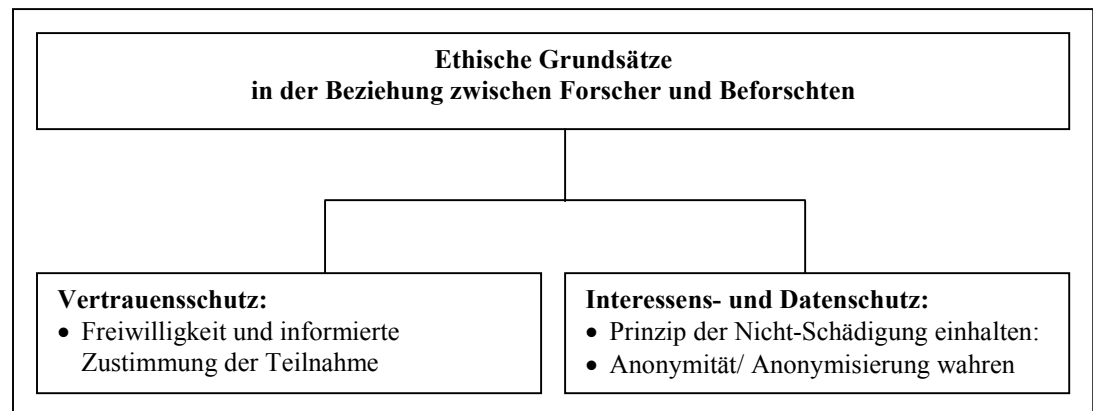 Ethische Grundsätze
in der Beziehung zwischen Forscher und Beforschten
Vertrauensschutz:
• Freiwilligkeit und informierte
Zustimmung der Teilnahme
Interessens- und Datenschutz:
• Prinzip der Nicht-Schädigung einhalten:
• Anonymität/ Anonymisierung wahren